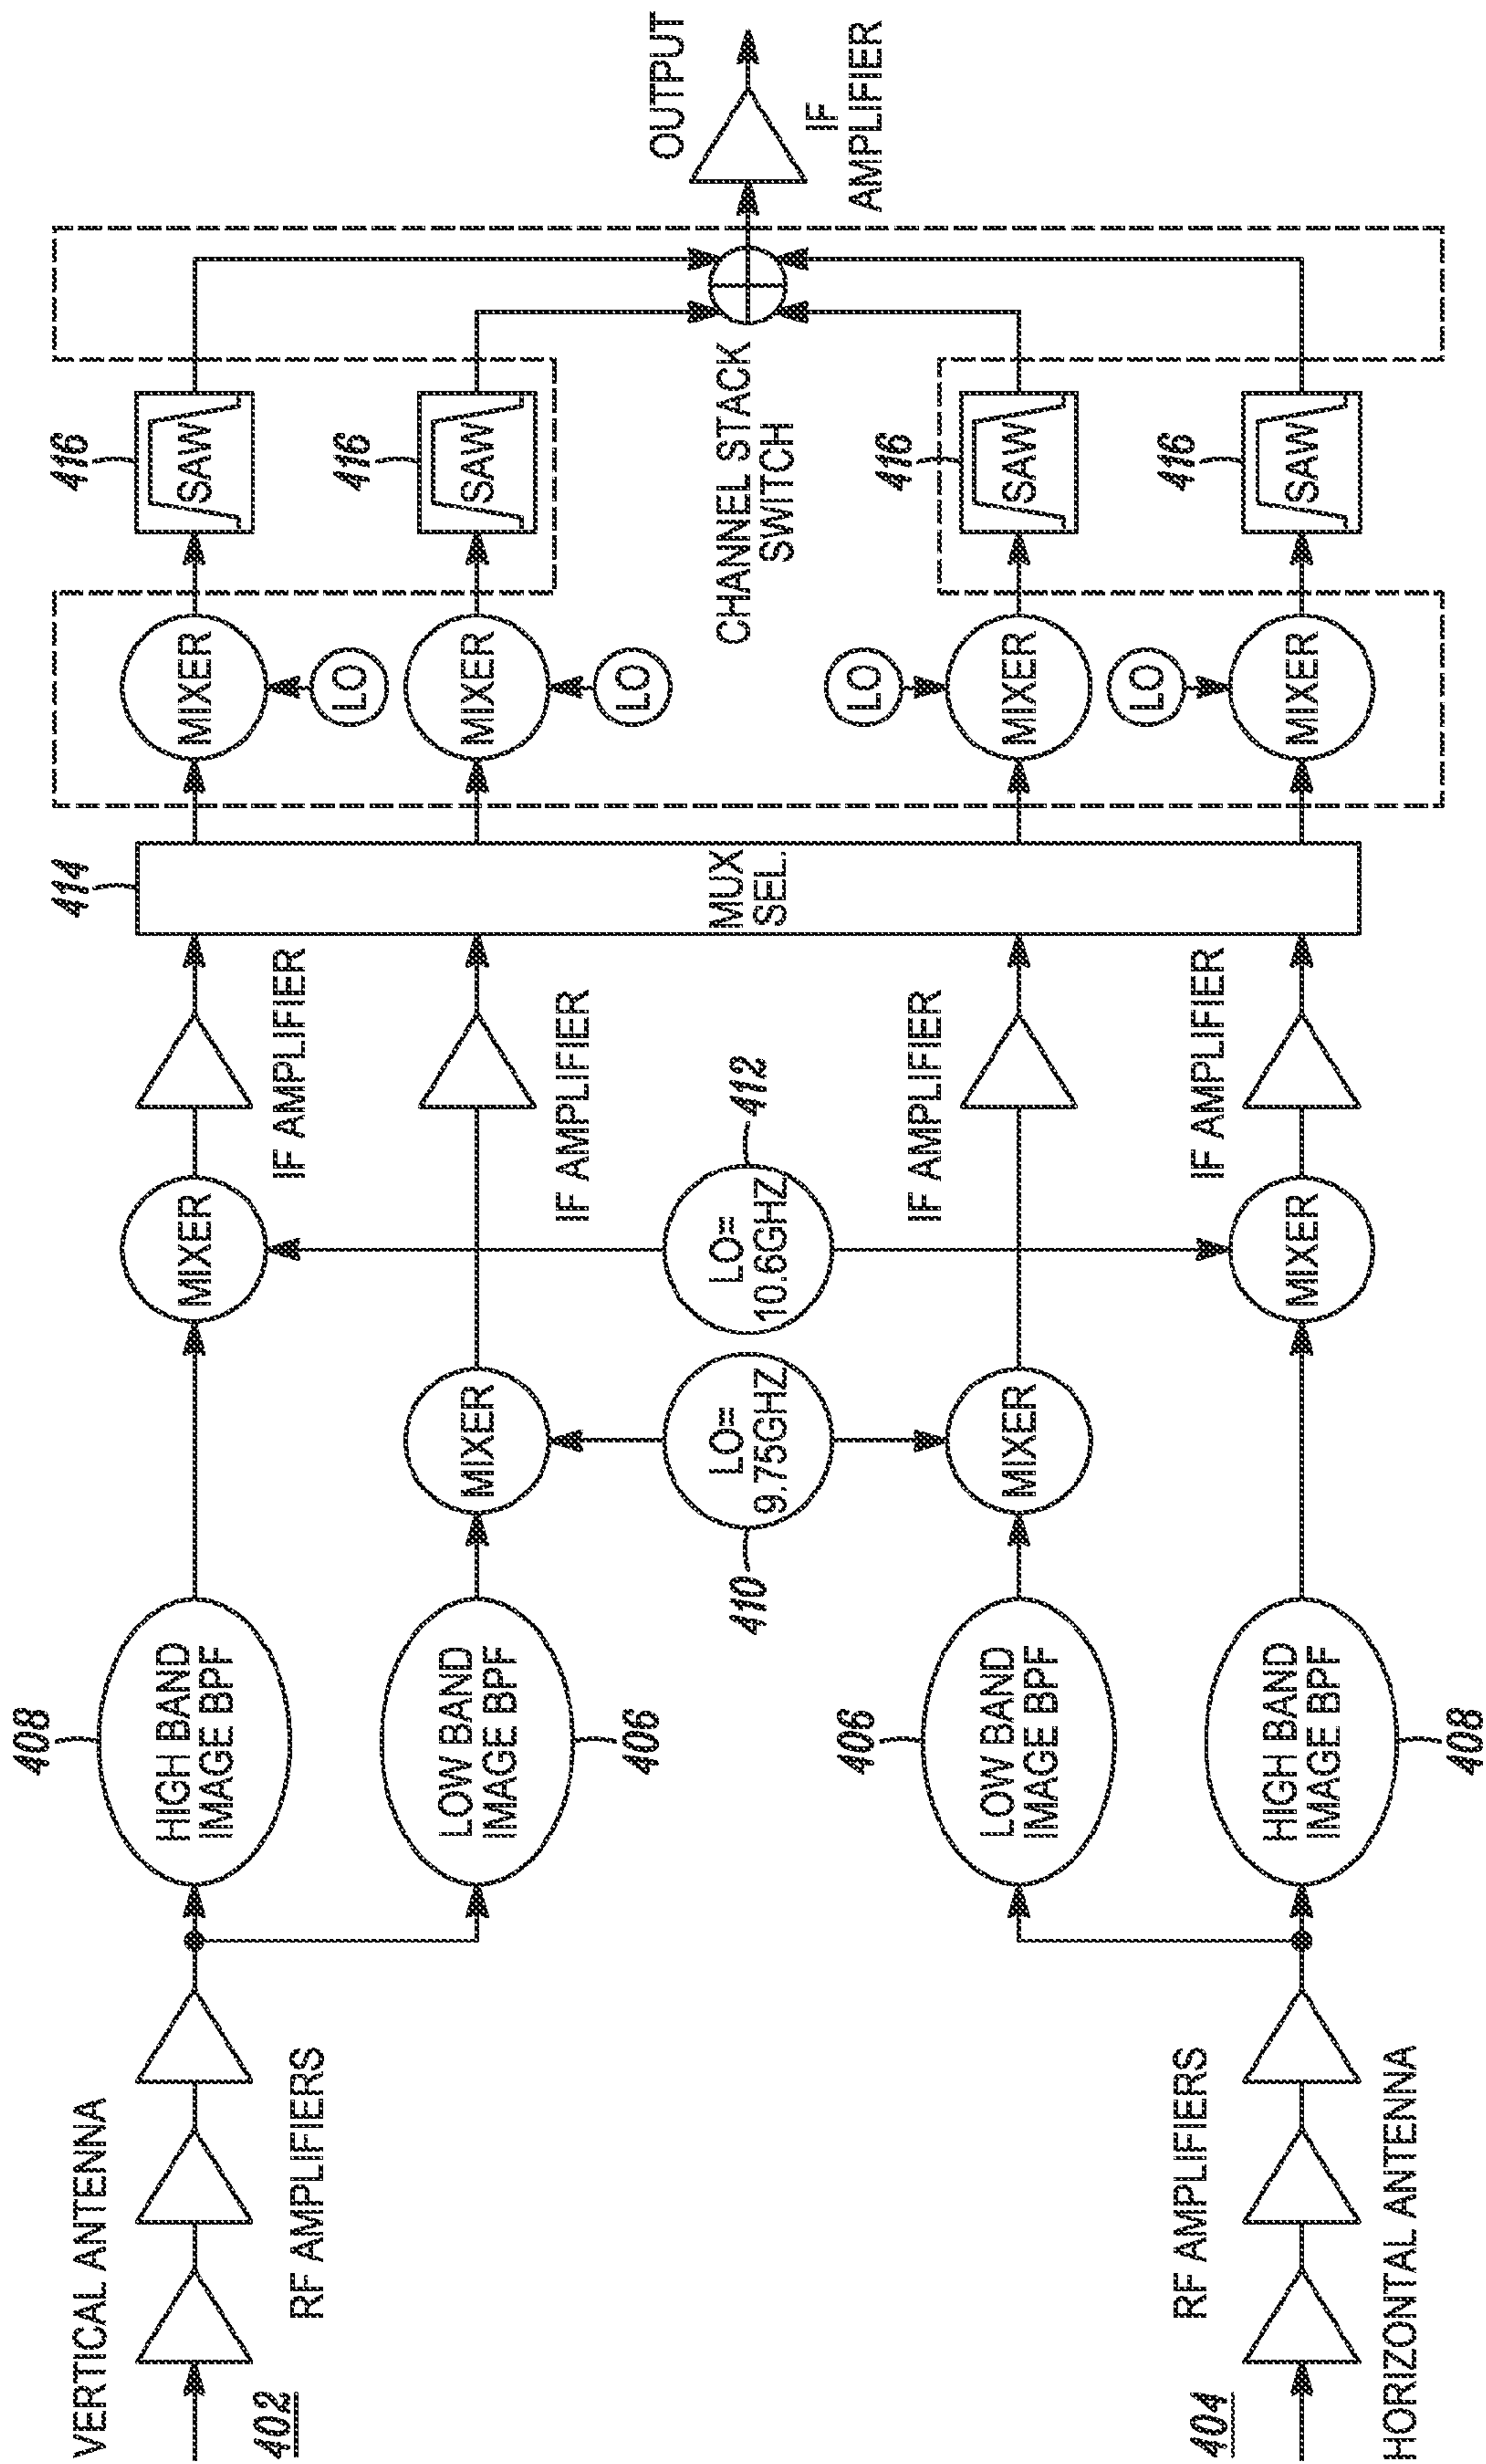 VERTICAL ANTENNA
402
RF AMPLIFIERS
408
HIGH BAND
IMAGE BPF
LOW BAND
IMAGE BPF
406
MIXER
MIXER
IF AMPLIFIER
IF AMPLIFIER
410
LO=
9.75GHZ
LO=
10.6GHZ
412
404
RF AMPLIFIERS
HORIZONTAL ANTENNA
406
LOW BAND
IMAGE BPF
HIGH BAND
IMAGE BPF
408
MIXER
MIXER
IF AMPLIFIER
IF AMPLIFIER
414
MUX
SEL.
MIXER
LO
MIXER
LO
LO
MIXER
LO
MIXER
416
SAW
416
SAW
416
SAW
416
SAW
CHANNEL STACK
SWITCH
OUTPUT
IF
AMPLIFIER